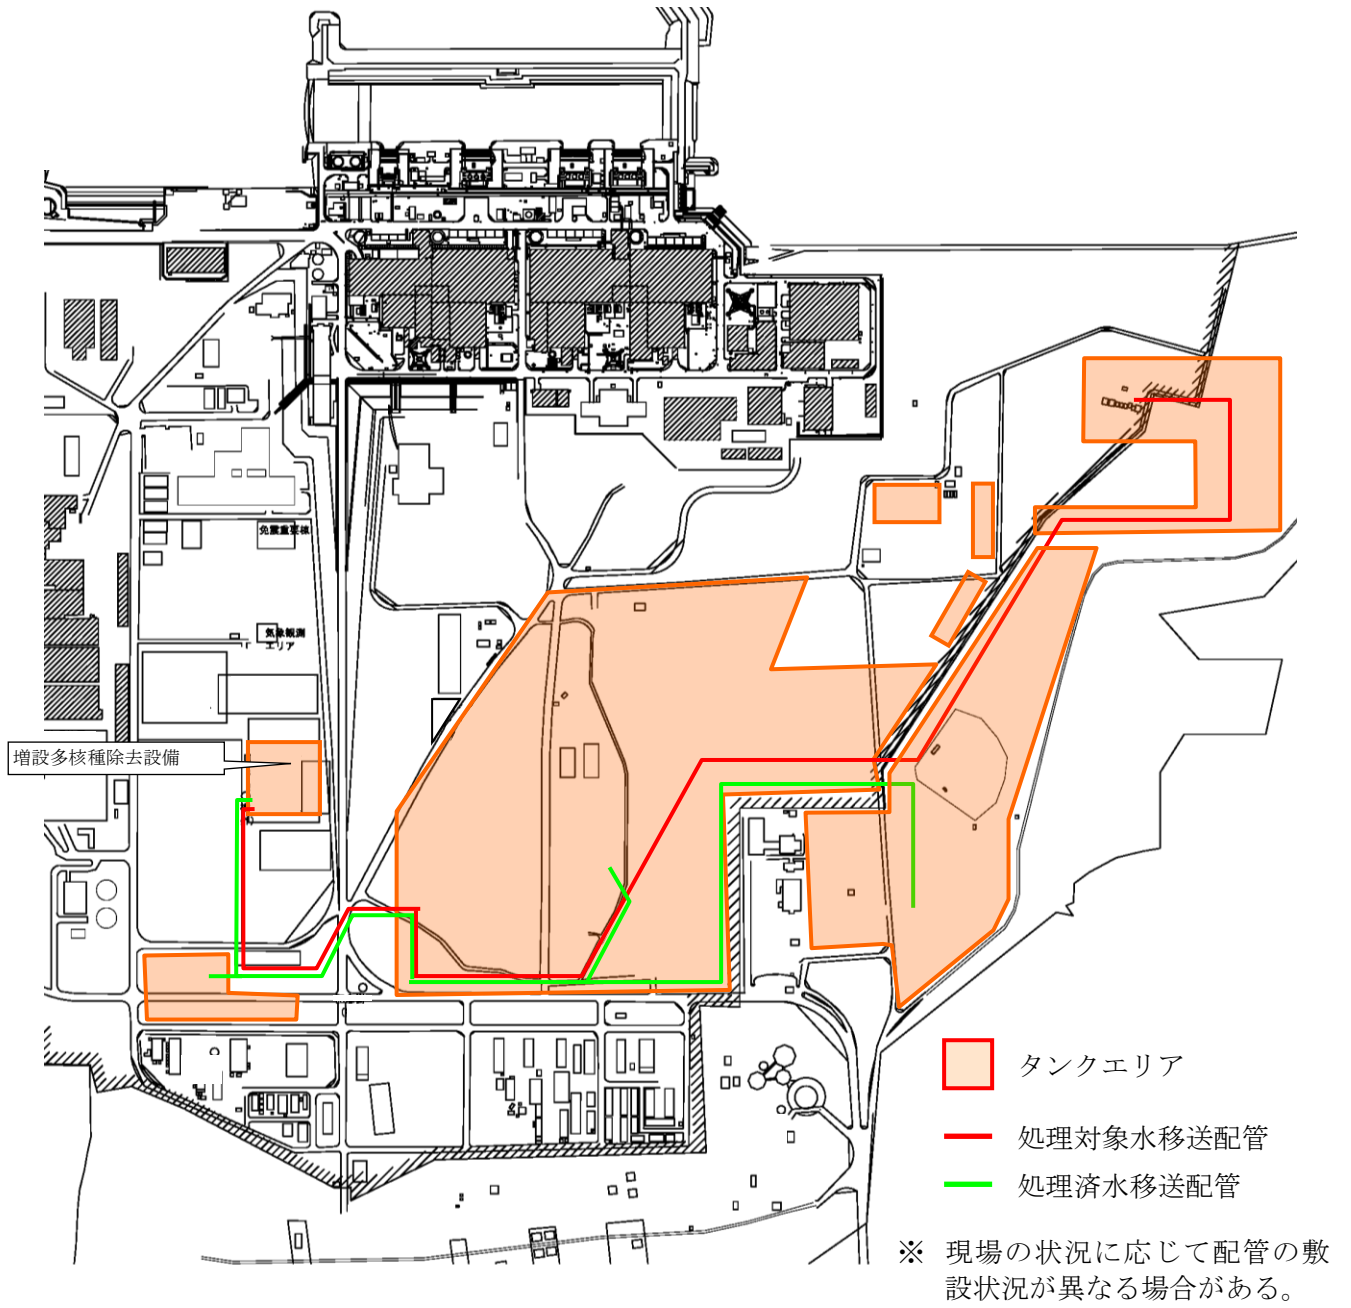 免震重要棟
気象観測
エリア
増設多核種除去設備
タンクエリア
処理対象水移送配管
処理済水移送配管
※ 現場の状況に応じて配管の敷
設状況が異なる場合がある。